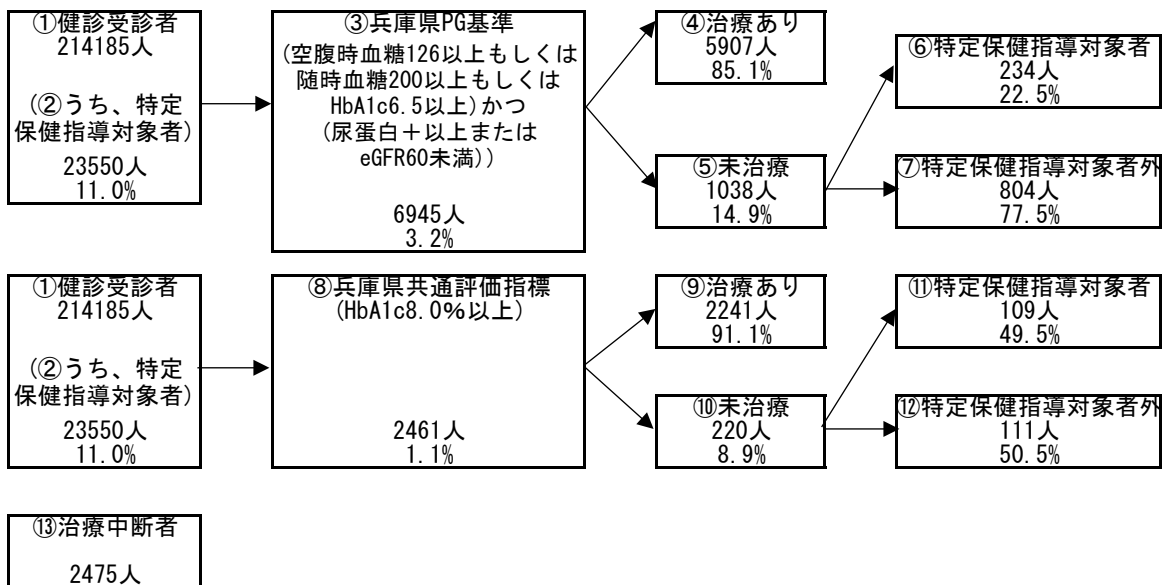 ①健診受診者
214185人
(②うち、特定
保健指導対象者)
23550人
11.0%
③兵庫県PG基準
(空腹時血糖126以上もしくは
随時血糖200以上もしくは
HbA1c6.5以上)かつ
(尿蛋白＋以上または
eGFR60未満))
6945人
3.2%
④治療あり
5907人
85.1%
⑤未治療
1038人
14.9%
⑥特定保健指導対象者
234人
22.5%
⑦特定保健指導対象者外
804人
77.5%
①健診受診者
214185人
(②うち、特定
保健指導対象者)
23550人
11.0%
⑧兵庫県共通評価指標
(HbA1c8.0%以上)
2461人
1.1%
⑨治療あり
2241人
91.1%
⑩未治療
220人
8.9%
⑪特定保健指導対象者
109人
49.5%
⑫特定保健指導対象者外
111人
50.5%
⑬治療中断者
2475人